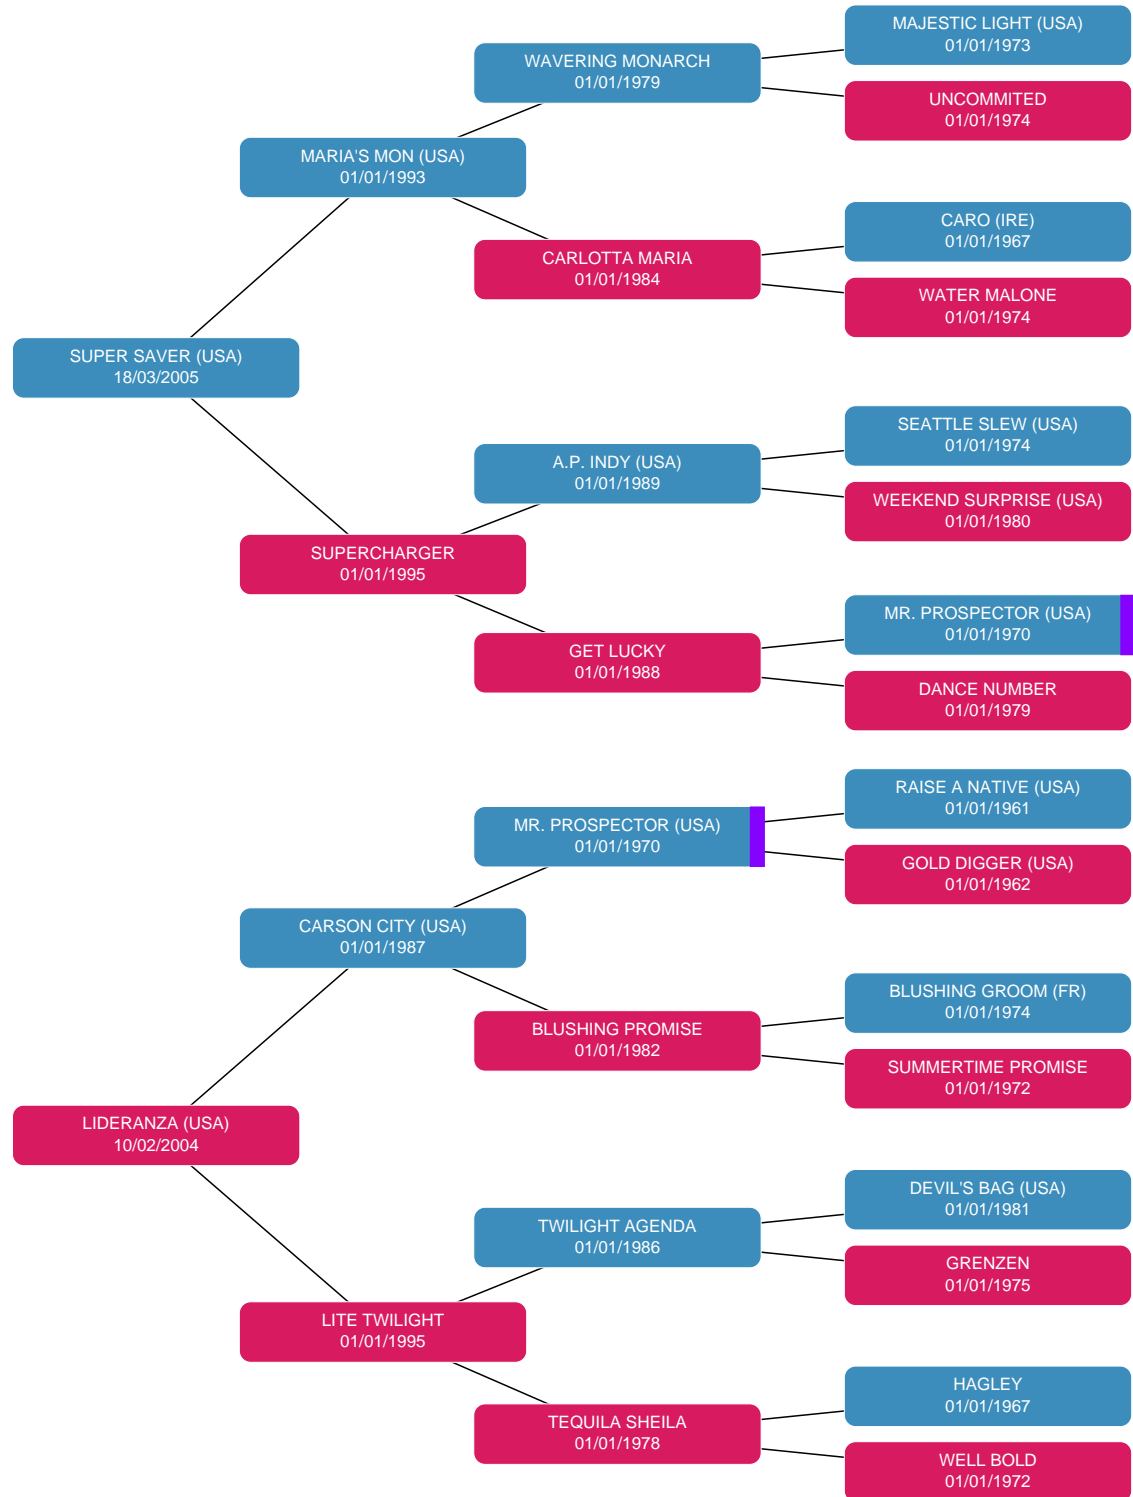 MAJESTIC LIGHT (USA)
01/01/1973
WAVERING MONARCH
01/01/1979
UNCOMMITED
01/01/1974
MARIA'S MON (USA)
01/01/1993
CARO (IRE)
01/01/1967
CARLOTTA MARIA
01/01/1984
WATER MALONE
01/01/1974
SUPER SAVER (USA)
18/03/2005
SEATTLE SLEW (USA)
01/01/1974
A.P. INDY (USA)
01/01/1989
WEEKEND SURPRISE (USA)
01/01/1980
SUPERCHARGER
01/01/1995
MR. PROSPECTOR (USA)
01/01/1970
GET LUCKY
01/01/1988
DANCE NUMBER
01/01/1979
RAISE A NATIVE (USA)
01/01/1961
MR. PROSPECTOR (USA)
01/01/1970
GOLD DIGGER (USA)
01/01/1962
CARSON CITY (USA)
01/01/1987
BLUSHING GROOM (FR)
01/01/1974
BLUSHING PROMISE
01/01/1982
SUMMERTIME PROMISE
01/01/1972
LIDERANZA (USA)
10/02/2004
DEVIL'S BAG (USA)
01/01/1981
TWILIGHT AGENDA
01/01/1986
GRENZEN
01/01/1975
LITE TWILIGHT
01/01/1995
HAGLEY
01/01/1967
TEQUILA SHEILA
01/01/1978
WELL BOLD
01/01/1972